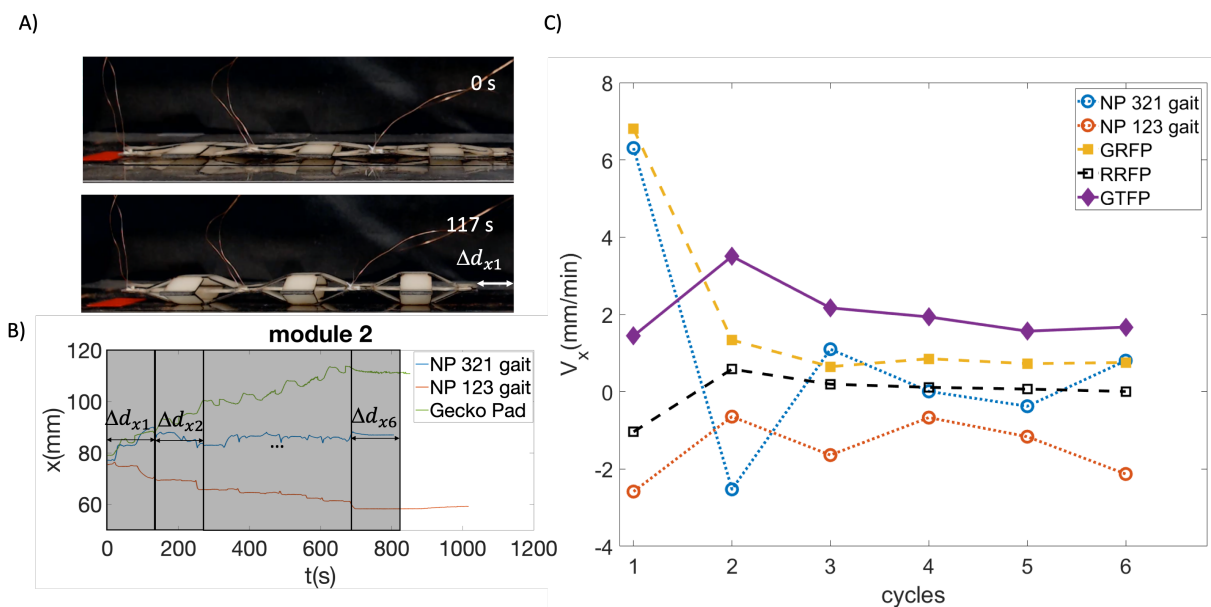 A)
0 s
117 s
Δd_x1
B)
module 2
120
100
80
60
x(mm)
NP 321 gait
NP 123 gait
Gecko Pad
Δd_x1
Δd_x2
...
Δd_x6
0
200
400
600
800
1000
1200
t(s)
C)
8
6
4
2
0
-2
-4
V_x(mm/min)
NP 321 gait
NP 123 gait
GRFP
RRFP
GTFP
1
2
3
4
5
6
cycles